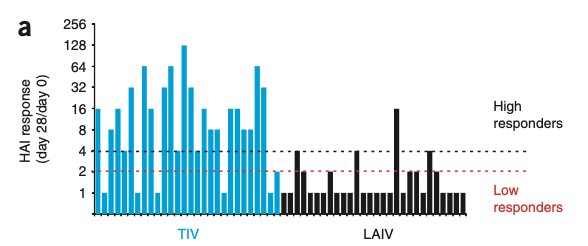 a
256
128
64
32
16
8
4
2
1
HAI response
(day 28/day 0)
High
responders
Low
responders
TIV
LAIV